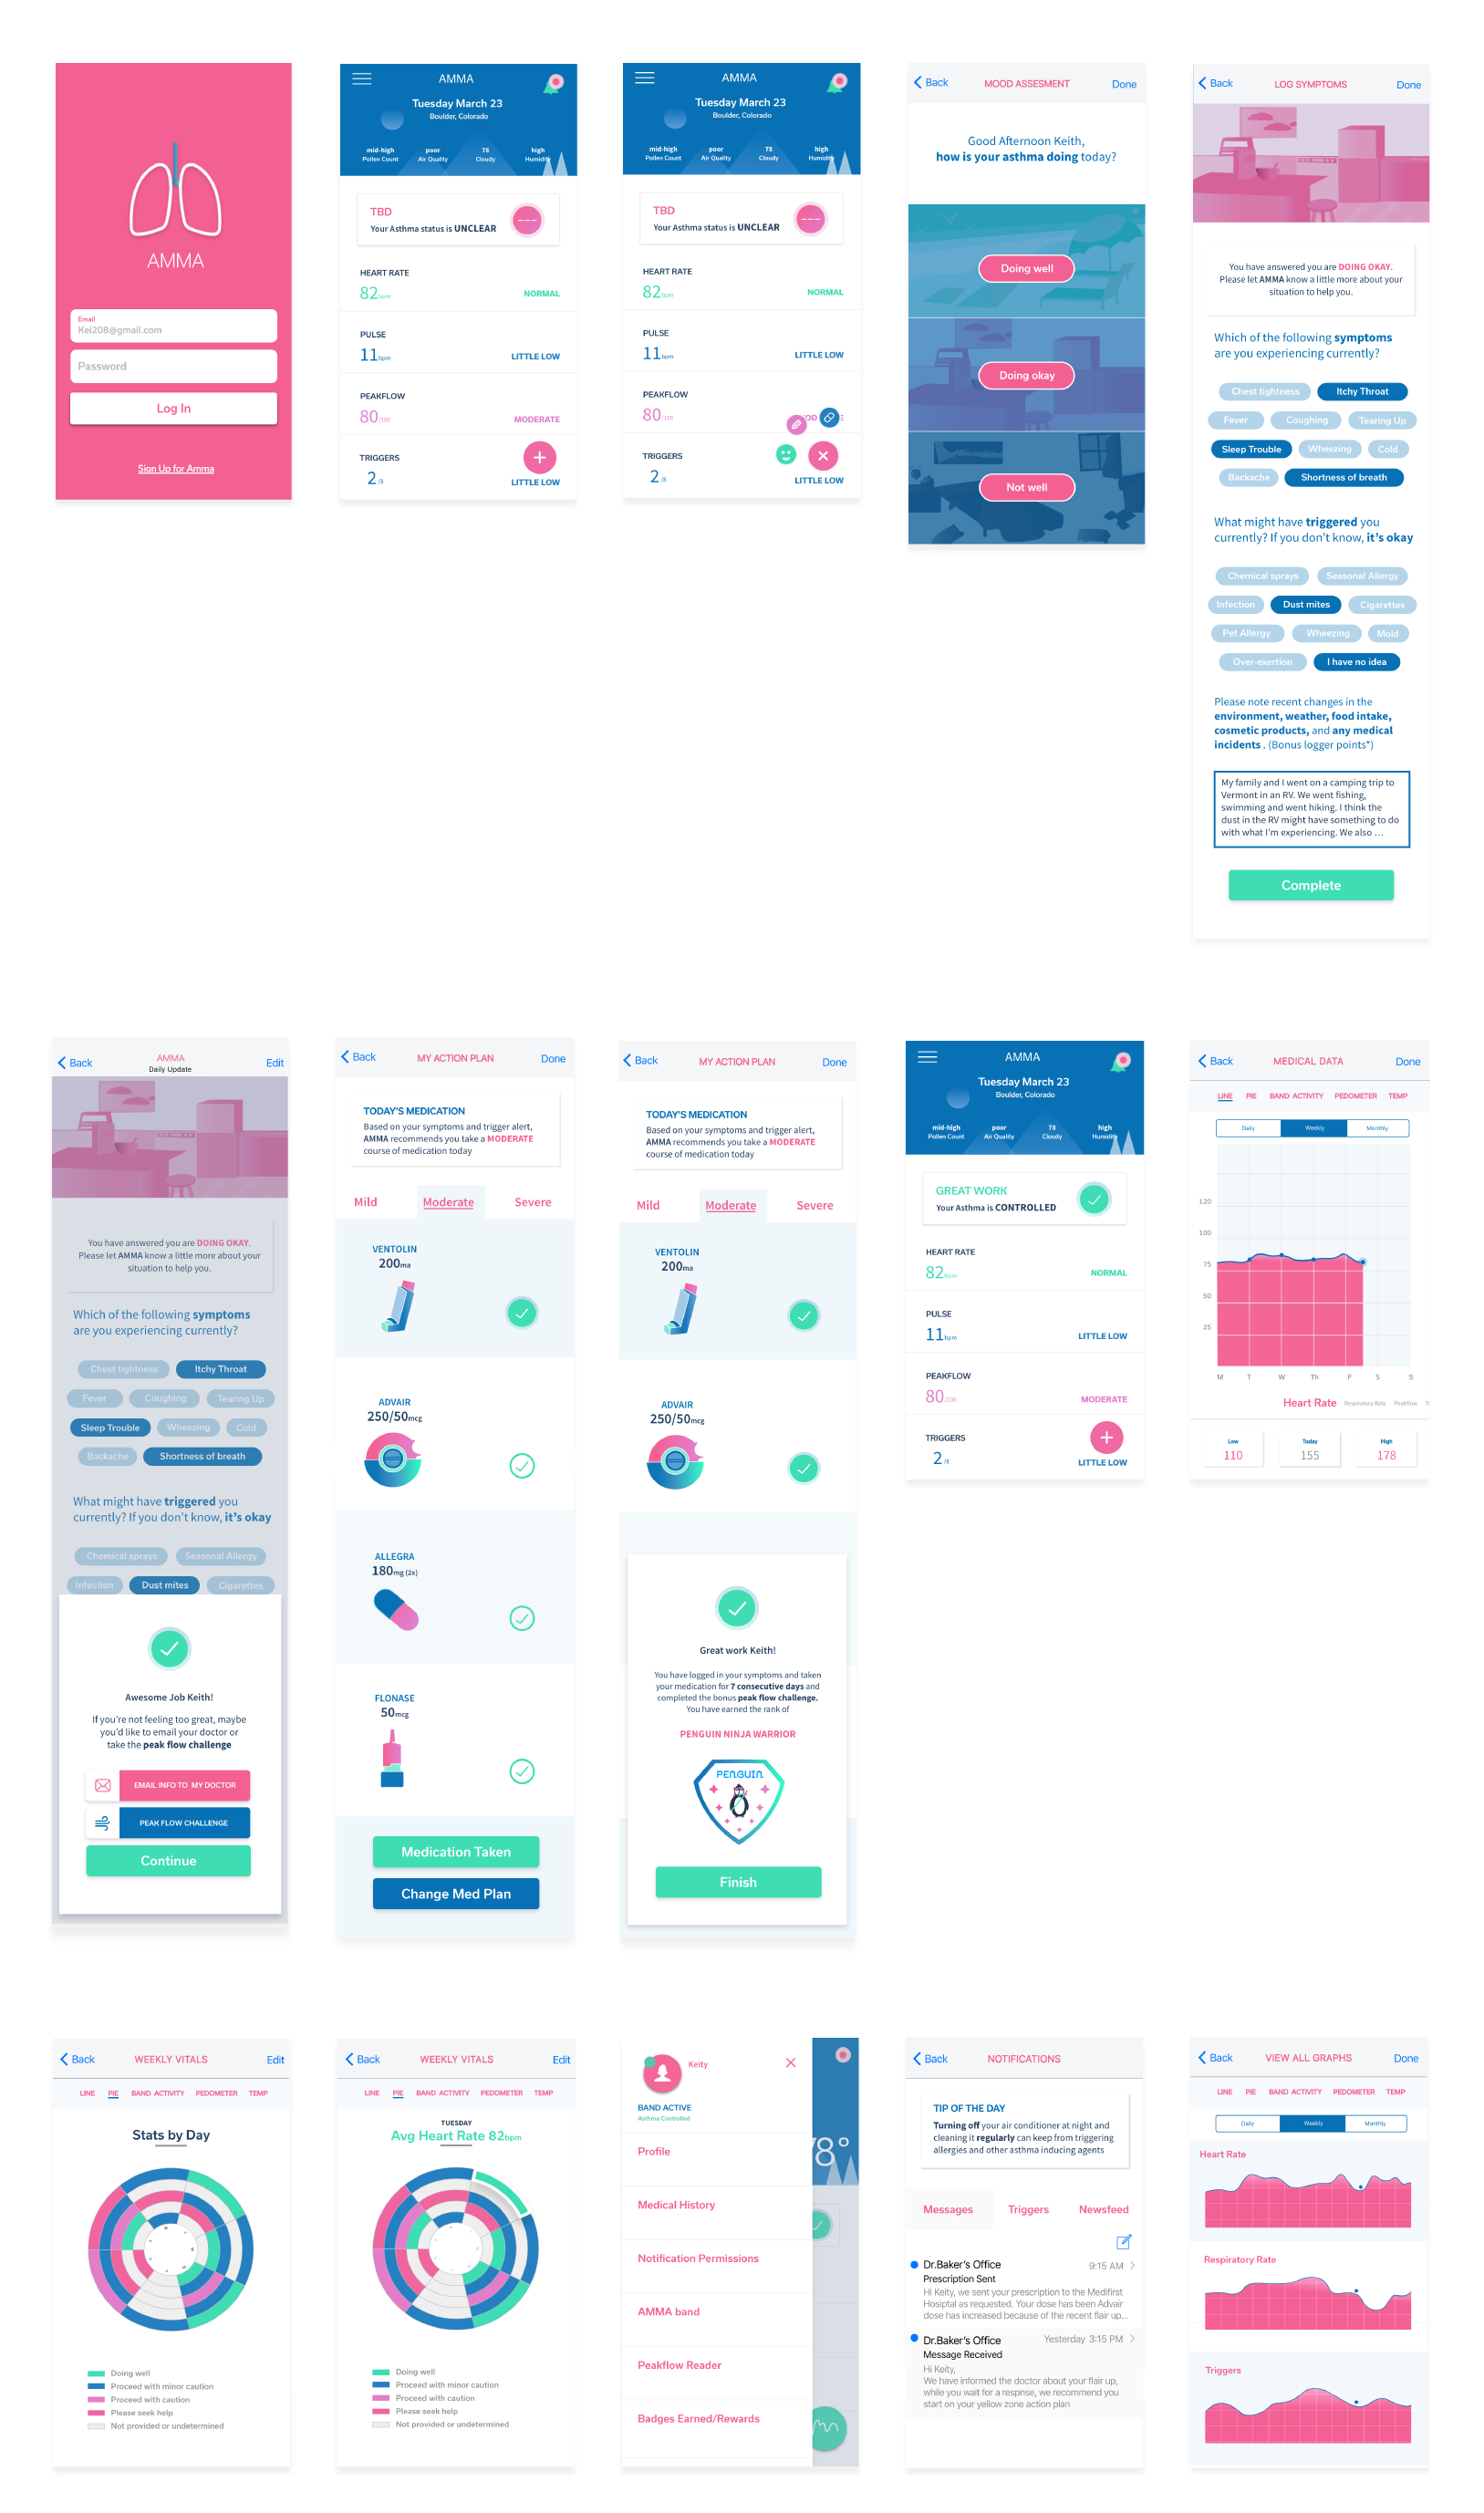 AMMA
Email
Kei208@gmail.com
Password
Log In
Sign Up for Amma
AMMA
Tuesday March 23
Boulder, Colorado
mid-high poor 78 high
Pollen Count Air Quality Cloudy Humidity
TBD
Your Asthma status is UNCLEAR
HEART RATE
82bpm NORMAL
PULSE
11bpm LITTLE LOW
PEAKFLOW
80/100 MODERATE
TRIGGERS
2/8 LITTLE LOW
AMMA
Tuesday March 23
Boulder, Colorado
mid-high poor 78 high
Pollen Count Air Quality Cloudy Humidity
TBD
Your Asthma status is UNCLEAR
HEART RATE
82bpm NORMAL
PULSE
11bpm LITTLE LOW
PEAKFLOW
80/100
TRIGGERS
2/8 LITTLE LOW
Back MOOD ASSESMENT Done
Good Afternoon Keith,
how is your asthma doing today?
Doing well
Doing okay
Not well
Back LOG SYMPTOMS Done
You have answered you are DOING OKAY.
Please let AMMA know a little more about your
situation to help you.
Which of the following symptoms
are you experiencing currently?
Chest tightness Itchy Throat
Fever Coughing Tearing Up
Sleep Trouble Wheezing Cold
Backache Shortness of breath
What might have triggered you
currently? If you don't know, it's okay
Chemical sprays Seasonal Allergy
Infection Dust mites Cigarettes
Pet Allergy Wheezing Mold
Over-exertion I have no idea
Please note recent changes in the
environment, weather, food intake,
cosmetic products, and any medical
incidents . (Bonus logger points*)
My family and I went on a camping trip to
Vermont in an RV. We went fishing,
swimming and went hiking. I think the
dust in the RV might have something to do
with what I'm experiencing. We also ...
Complete
Back AMMA Edit
Daily Update
You have answered you are DOING OKAY.
Please let AMMA know a little more about your
situation to help you.
Which of the following symptoms
are you experiencing currently?
Chest tightness Itchy Throat
Fever Coughing Tearing Up
Sleep Trouble Wheezing Cold
Backache Shortness of breath
What might have triggered you
currently? If you don't know, it's okay
Chemical sprays Seasonal Allergy
Infection Dust mites Cigarettes
Awesome Job Keith!
If you're not feeling too great, maybe
you'd like to email your doctor or
take the peak flow challenge
EMAIL INFO TO MY DOCTOR
PEAK FLOW CHALLENGE
Continue
Back MY ACTION PLAN Done
TODAY'S MEDICATION
Based on your symptoms and trigger alert,
AMMA recommends you take a MODERATE
course of medication today
Mild Moderate Severe
VENTOLIN
200ma
ADVAIR
250/50mcg
ALLEGRA
180mg (2x)
FLONASE
50mcg
Medication Taken
Change Med Plan
Back MY ACTION PLAN Done
TODAY'S MEDICATION
Based on your symptoms and trigger alert,
AMMA recommends you take a MODERATE
course of medication today
Mild Moderate Severe
VENTOLIN
200ma
ADVAIR
250/50mcg
Great work Keith!
You have logged in your symptoms and taken
your medication for 7 consecutive days and
completed the bonus peak flow challenge.
You have earned the rank of
PENGUIN NINJA WARRIOR
PENGUIN
Finish
AMMA
Tuesday March 23
Boulder, Colorado
mid-high poor 78 high
Pollen Count Air Quality Cloudy Humidity
GREAT WORK
Your Asthma is CONTROLLED
HEART RATE
82bpm NORMAL
PULSE
11bpm LITTLE LOW
PEAKFLOW
80/100 MODERATE
TRIGGERS
2/8 LITTLE LOW
Back MEDICAL DATA Done
LINE PIE BAND ACTIVITY PEDOMETER TEMP
Daily Weekly Monthly
120
100
75
50
25
M T W Th F S S
Heart Rate Respiratory Rate Peakflow
Low Today High
110 155 178
Back WEEKLY VITALS Edit
LINE PIE BAND ACTIVITY PEDOMETER TEMP
Stats by Day
Doing well
Proceed with minor caution
Proceed with caution
Please seek help
Not provided or undetermined
Back WEEKLY VITALS Edit
LINE PIE BAND ACTIVITY PEDOMETER TEMP
TUESDAY
Avg Heart Rate 82bpm
Doing well
Proceed with minor caution
Proceed with caution
Please seek help
Not provided or undetermined
Keity
BAND ACTIVE
Asthma Controlled
Profile
Medical History
Notification Permissions
AMMA band
Peakflow Reader
Badges Earned/Rewards
78°
Back NOTIFICATIONS
TIP OF THE DAY
Turning off your air conditioner at night and
cleaning it regularly can keep from triggering
allergies and other asthma inducing agents
Messages Triggers Newsfeed
Dr.Baker's Office 9:15 AM
Prescription Sent
Hi Keity, we sent your prescription to the Medifirst
Hosiptal as requested. Your dose has been Advair
dose has increased because of the recent flair up,..
Dr.Baker's Office Yesterday 3:15 PM
Message Received
Hi Keity,
We have informed the doctor about your flair up,
while you wait for a respnse, we recommend you
start on your yellow zone action plan
Back VIEW ALL GRAPHS Done
LINE PIE BAND ACTIVITY PEDOMETER TEMP
Daily Weekly Monthly
Heart Rate
Respiratory Rate
Triggers